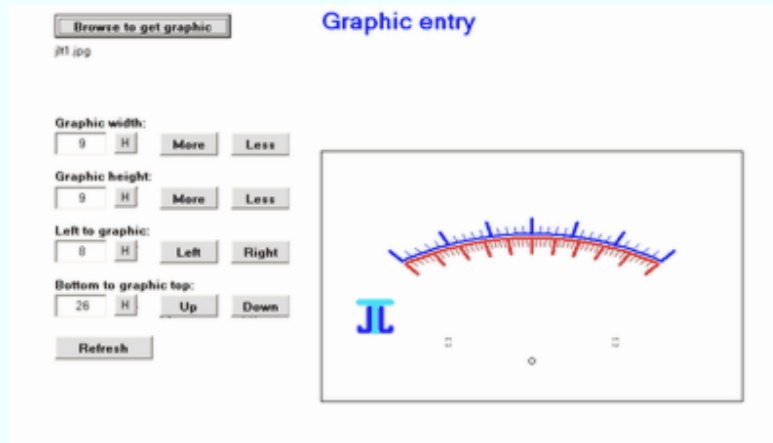 Browse to get graphic
Graphic entry
jlt1.jpg
Graphic width:
9 H More Less
Graphic height:
9 H More Less
Left to graphic:
8 H Left Right
Bottom to graphic top:
26 H Up Down
Refresh